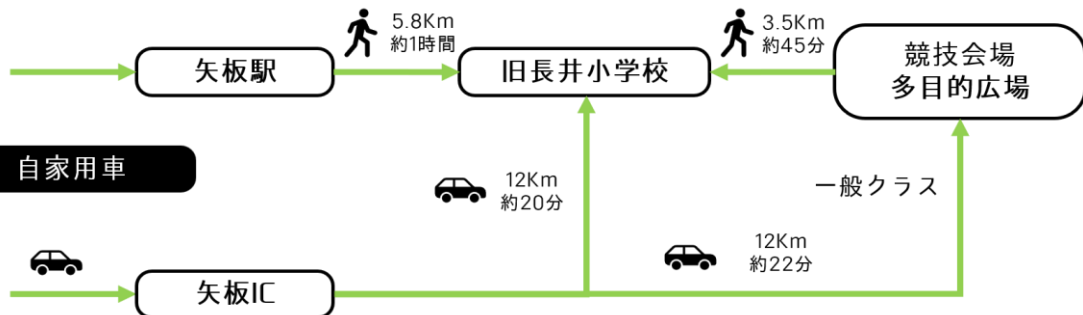 5.8Km
約1時間
3.5Km
約45分
矢板駅
旧長井小学校
競技会場
多目的広場
自家用車
12Km
約20分
一般クラス
12Km
約22分
矢板IC